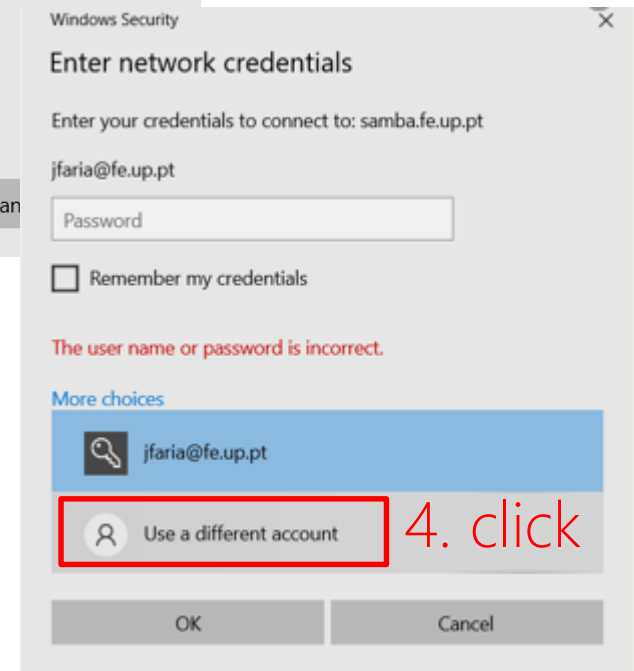 Windows Security
Enter network credentials
Enter your credentials to connect to: samba.fe.up.pt
jfaria@fe.up.pt
an
Password
Remember my credentials
The user name or password is incorrect.
More choices
jfaria@fe.up.pt
Use a different account
4. click
OK Cancel